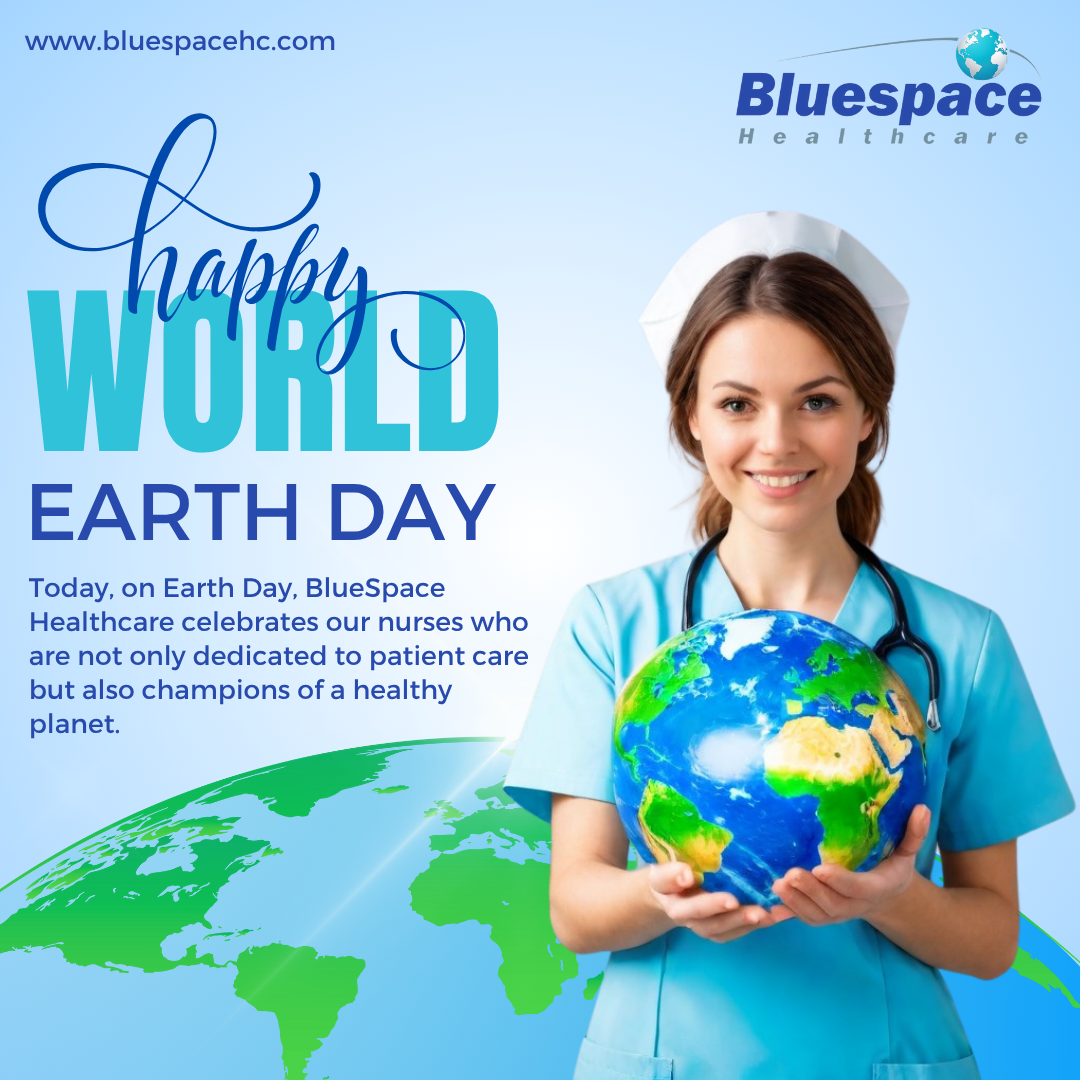 www.bluespacehc.com
Bluespace
Healthcare
happy
WORLD
EARTH DAY
Today, on Earth Day, BlueSpace
Healthcare celebrates our nurses who
are not only dedicated to patient care
but also champions of a healthy
planet.